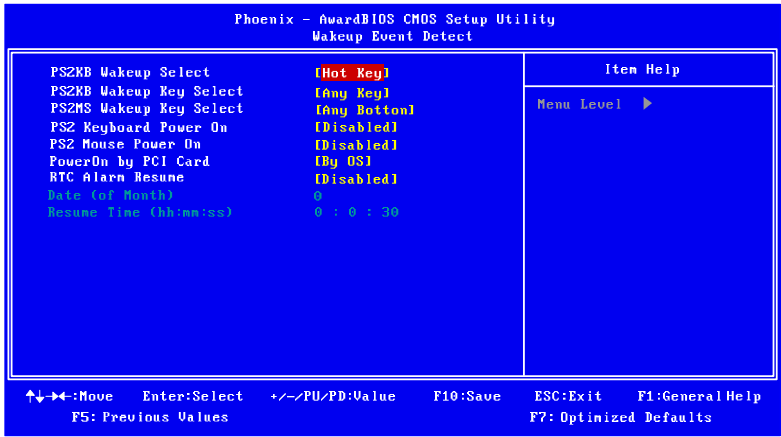 Phoenix - AwardBIOS CMOS Setup Utility
Wakeup Event Detect
PS2KB Wakeup Select [Hot Key]
PS2KB Wakeup Key Select [Any Key]
PS2MS Wakeup Key Select [Any Botton]
PS2 Keyboard Power On [Disabled]
PS2 Mouse Power On [Disabled]
PowerOn by PCI Card [By OS]
RTC Alarm Resume [Disabled]
Date (of Month) 0
Resume Time (hh:mm:ss) 0 : 0 : 30
Item Help
Menu Level ▶
↑↓→←:Move Enter:Select +/-/PU/PD:Value F10:Save ESC:Exit F1:General Help
F5: Previous Values F7: Optimized Defaults